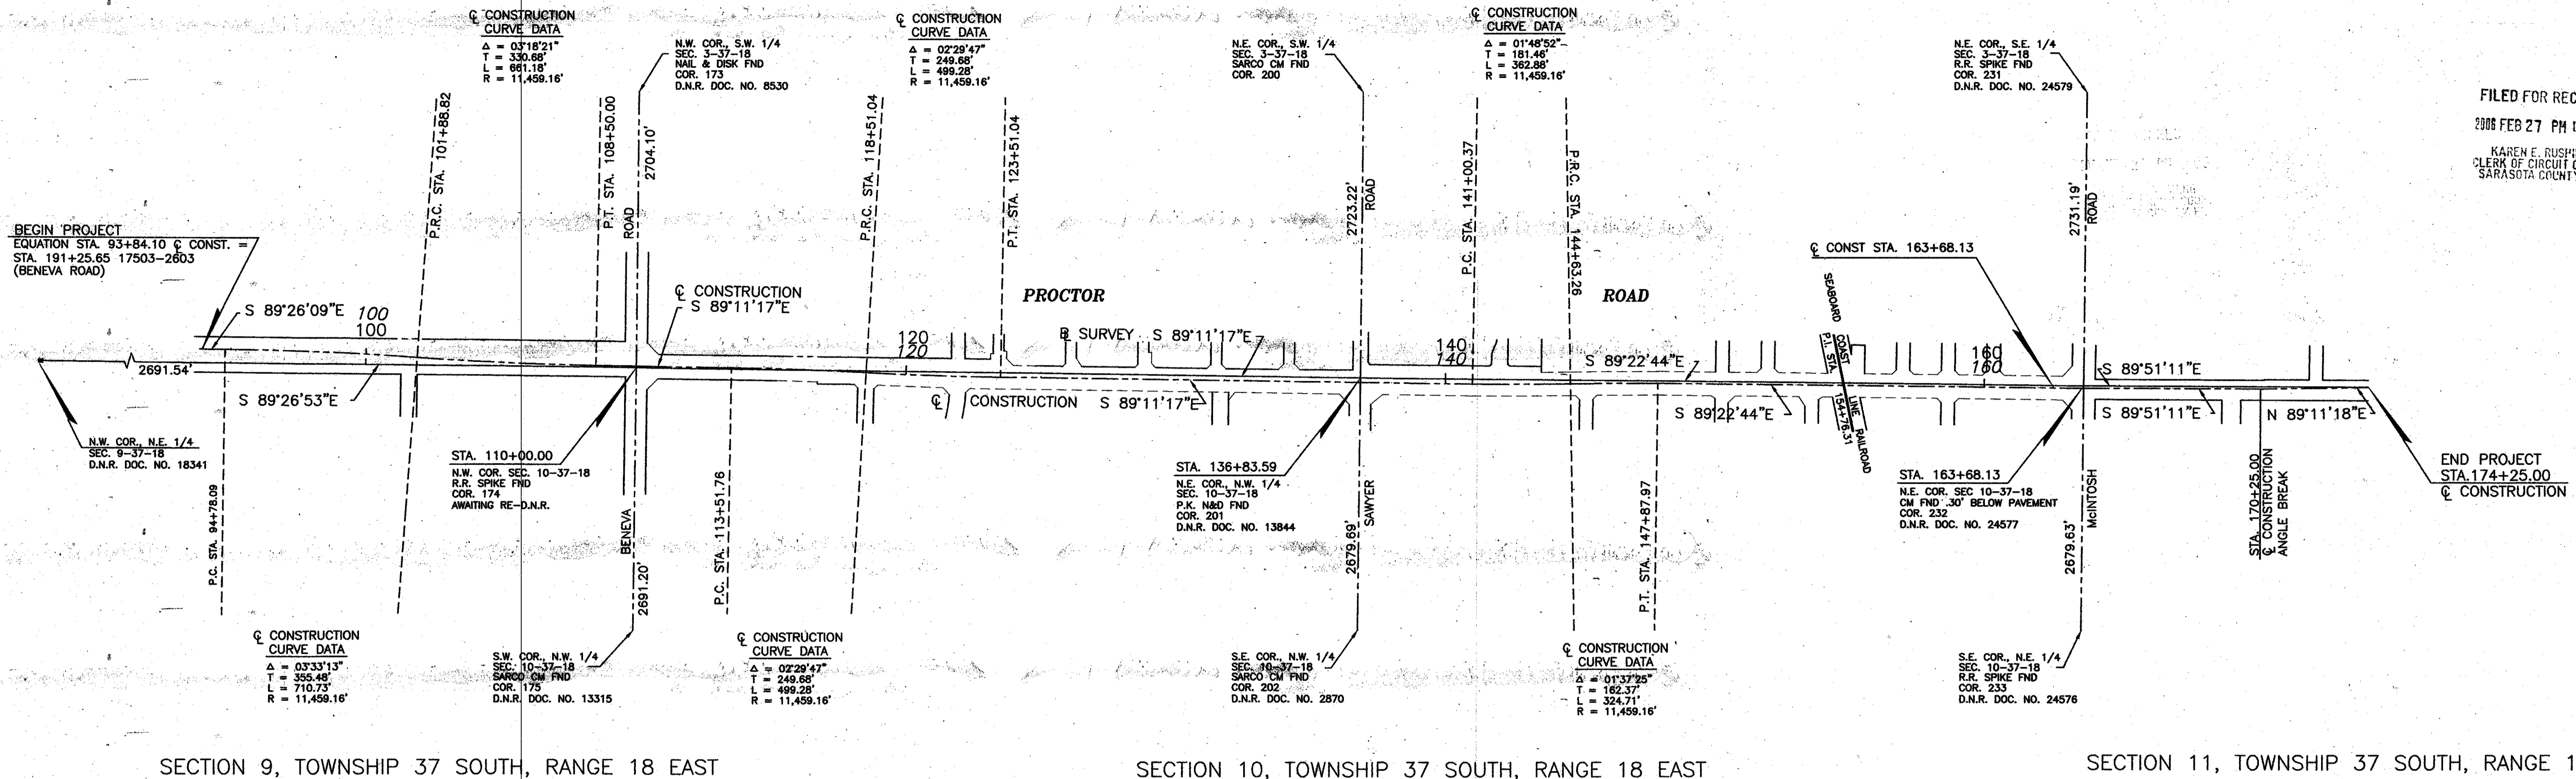 ℄ CONSTRUCTION
CURVE DATA
Δ = 03°18'21"
T = 330.68'
L = 661.18'
R = 11,459.16'
N.W. COR., S.W. 1/4
SEC. 3-37-18
NAIL & DISK FND
COR. 173
D.N.R. DOC. NO. 8530
℄ CONSTRUCTION
CURVE DATA
Δ = 02°29'47"
T = 249.68'
L = 499.28'
R = 11,459.16'
N.E. COR., S.W. 1/4
SEC. 3-37-18
SARCO CM FND
COR. 200
℄ CONSTRUCTION
CURVE DATA
Δ = 01°48'52"
T = 181.46'
L = 362.88'
R = 11,459.16'
N.E. COR., S.E. 1/4
SEC. 3-37-18
R.R. SPIKE FND
COR. 231
D.N.R. DOC. NO. 24579
FILED FOR REC
2006 FEB 27 PM
KAREN E. RUSHI
CLERK OF CIRCUIT C
SARASOTA COUNTY
P.R.C. STA. 101+88.82
P.T. STA. 108+50.00
2704.10'
ROAD
P.R.C. STA. 118+51.04
P.T. STA. 123+51.04
2723.22'
ROAD
P.C. STA. 141+00.37
P.R.C. STA. 144+63.26
2731.19'
ROAD
BEGIN PROJECT
EQUATION STA. 93+84.10 ℄ CONST. =
STA. 191+25.65 17503-2603
(BENEVA ROAD)
S 89°26'09"E
100
100
℄ CONSTRUCTION
S 89°11'17"E
PROCTOR
ROAD
120
120
B̲L SURVEY S 89°11'17"E
140
140
S 89°22'44"E
℄ CONST STA. 163+68.13
SEABOARD
COAST
LINE
RAILROAD
P.I. STA.
154+76.31
160
160
S 89°51'11"E
2691.54'
S 89°26'53"E
℄ CONSTRUCTION
S 89°11'17"E
S 89°22'44"E
S 89°51'11"E
N 89°11'18"E
N.W. COR., N.E. 1/4
SEC. 9-37-18
D.N.R. DOC. NO. 18341
STA. 110+00.00
N.W. COR. SEC. 10-37-18
R.R. SPIKE FND
COR. 174
AWAITING RE-D.N.R.
STA. 136+83.59
N.E. COR., N.W. 1/4
SEC. 10-37-18
P.K. N&D FND
COR. 201
D.N.R. DOC. NO. 13844
STA. 163+68.13
N.E. COR. SEC 10-37-18
CM FND .30' BELOW PAVEMENT
COR. 232
D.N.R. DOC. NO. 24577
END PROJECT
STA.174+25.00
℄ CONSTRUCTION
P.C. STA. 94+78.09
BENEVA
2691.20'
P.C. STA. 113+51.76
SAWYER
2679.69'
P.T. STA. 147+87.97
McINTOSH
2679.63'
STA. 170+25.00
℄ CONSTRUCTION
ANGLE BREAK
℄ CONSTRUCTION
CURVE DATA
Δ = 03°33'13"
T = 355.48'
L = 710.73'
R = 11,459.16'
S.W. COR., N.W. 1/4
SEC. 10-37-18
SARCO CM FND
COR. 175
D.N.R. DOC. NO. 13315
℄ CONSTRUCTION
CURVE DATA
Δ = 02°29'47"
T = 249.68'
L = 499.28'
R = 11,459.16'
S.E. COR., N.W. 1/4
SEC. 10-37-18
SARCO CM FND
COR. 202
D.N.R. DOC. NO. 2870
℄ CONSTRUCTION
CURVE DATA
Δ = 01°37'25"
T = 162.37'
L = 324.71'
R = 11,459.16'
S.E. COR., N.E. 1/4
SEC. 10-37-18
R.R. SPIKE FND
COR. 233
D.N.R. DOC. NO. 24576
SECTION 9, TOWNSHIP 37 SOUTH, RANGE 18 EAST
SECTION 10, TOWNSHIP 37 SOUTH, RANGE 18 EAST
SECTION 11, TOWNSHIP 37 SOUTH, RANGE 1